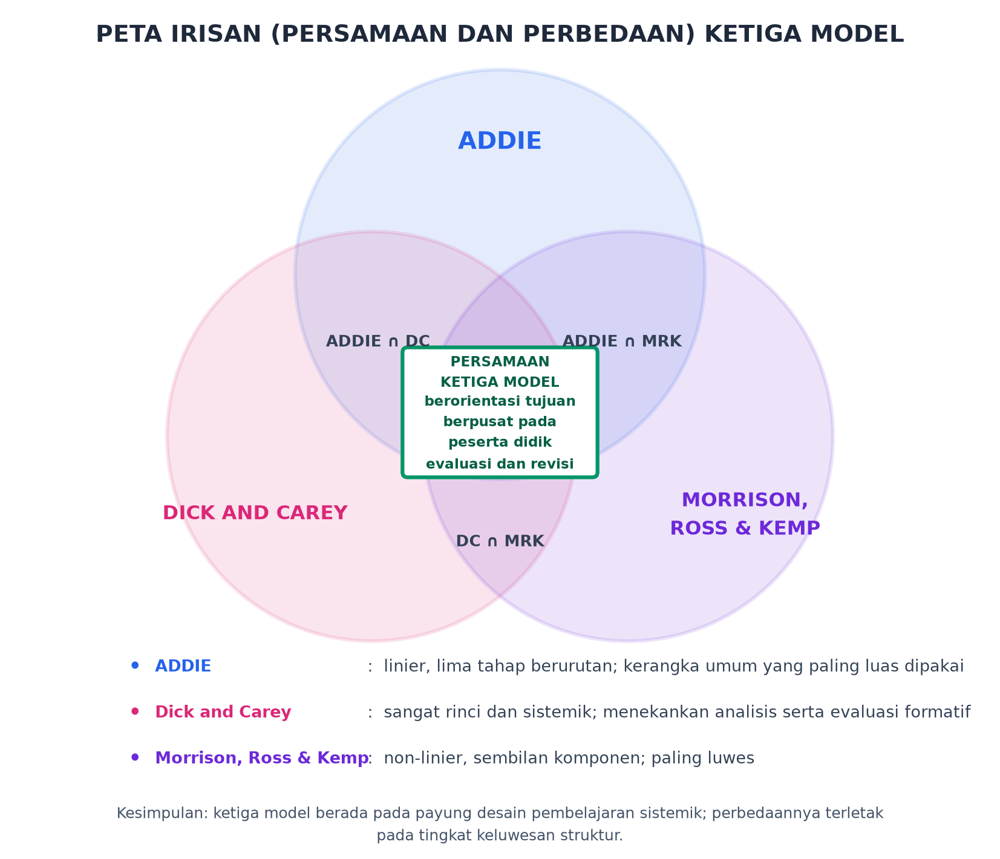 PETA IRISAN (PERSAMAAN DAN PERBEDAAN) KETIGA MODEL
ADDIE
ADDIE ∩ DC
ADDIE ∩ MRK
PERSAMAAN
KETIGA MODEL
berorientasi tujuan
berpusat pada
peserta didik
evaluasi dan revisi
DICK AND CAREY
MORRISON,
ROSS & KEMP
DC ∩ MRK
• ADDIE : linier, lima tahap berurutan; kerangka umum yang paling luas dipakai
• Dick and Carey : sangat rinci dan sistemik; menekankan analisis serta evaluasi formatif
• Morrison, Ross & Kemp: non-linier, sembilan komponen; paling luwes
Kesimpulan: ketiga model berada pada payung desain pembelajaran sistemik; perbedaannya terletak
pada tingkat keluwesan struktur.